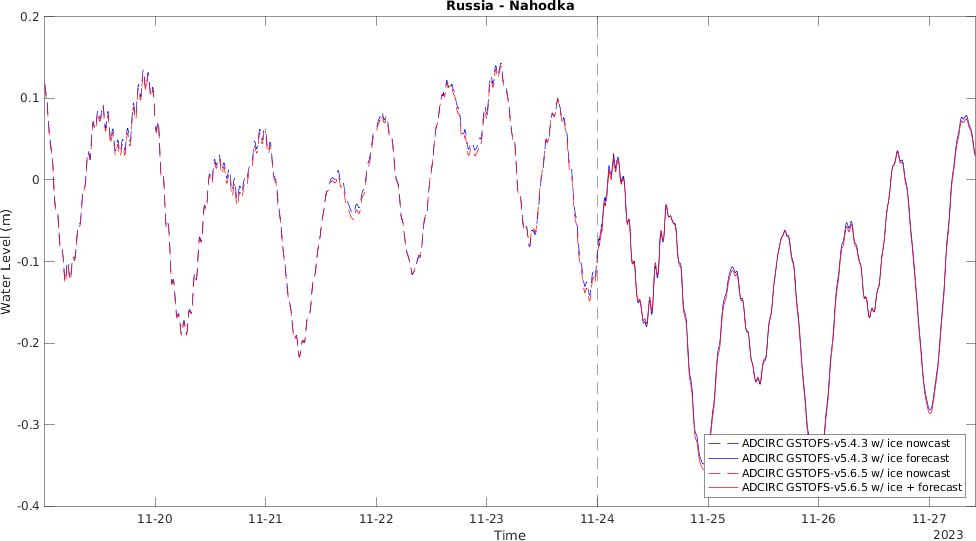 Russia - Nahodka
Water Level (m)
0.2
0.1
0
-0.1
-0.2
-0.3
-0.4
11-20
11-21
11-22
11-23
11-24
11-25
11-26
11-27
Time
2023
ADCIRC GSTOFS-v5.4.3 w/ ice nowcast
ADCIRC GSTOFS-v5.4.3 w/ ice forecast
ADCIRC GSTOFS-v5.6.5 w/ ice nowcast
ADCIRC GSTOFS-v5.6.5 w/ ice + forecast